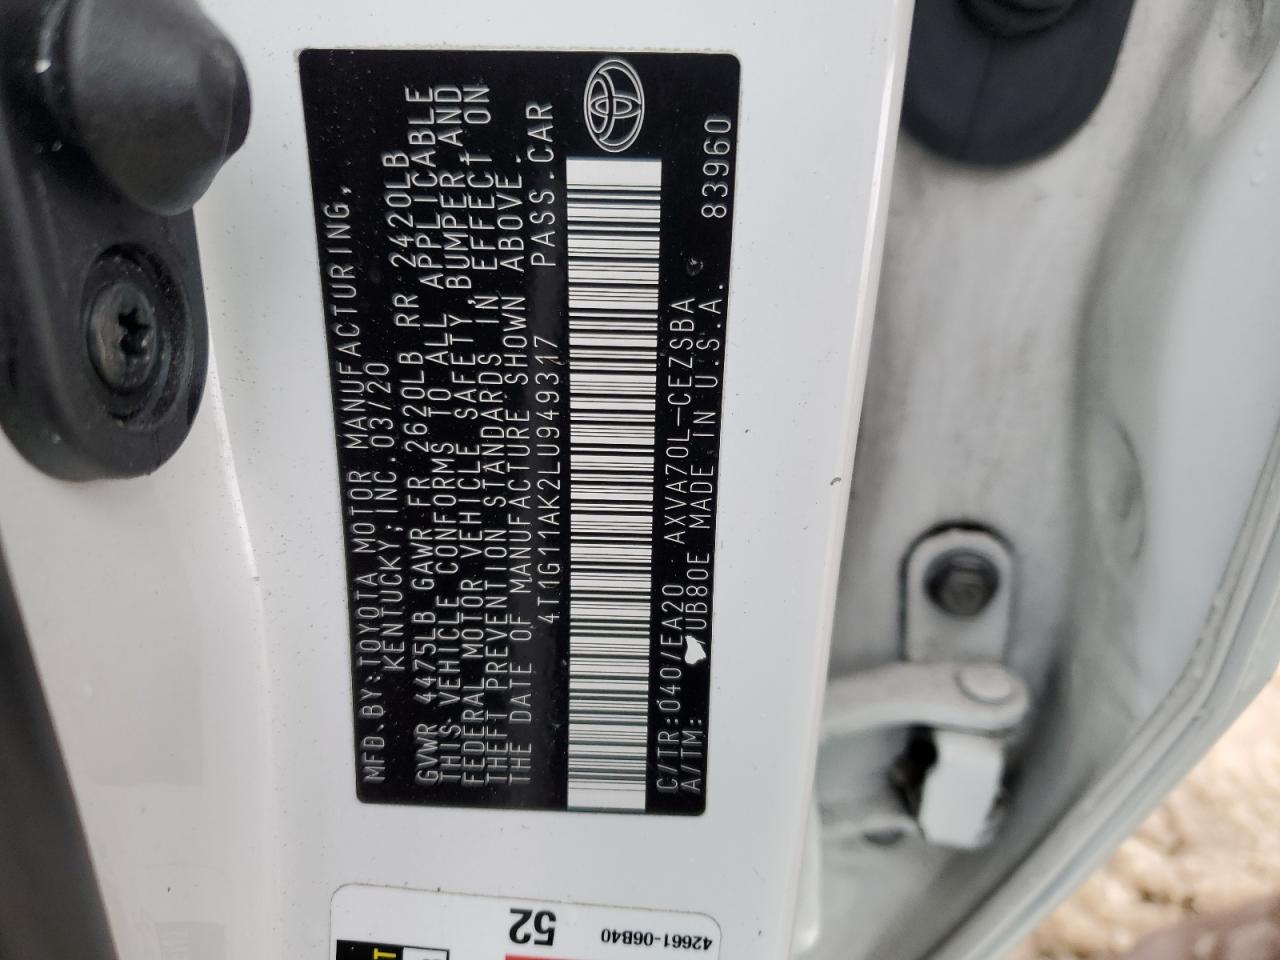 MFD.BY:TOYOTA MOTOR MANUFACTURING,
KENTUCKY,INC 03/20
GVWR 4475LB GAWR FR 2620LB RR 2420LB
THIS VEHICLE CONFORMS TO ALL APPLICABLE
FEDERAL MOTOR VEHICLE SAFETY,BUMPER,AND
THEFT PREVENTION STANDARDS IN EFFECT ON
THE DATE OF MANUFACTURE SHOWN ABOVE.
4T1G11AK2LU949317 PASS.CAR
C/TR:040/EA20 AXVA70L-CEZSBA
A/TM: UB80E MADE IN U.S.A. 83960
52
42661-06B40